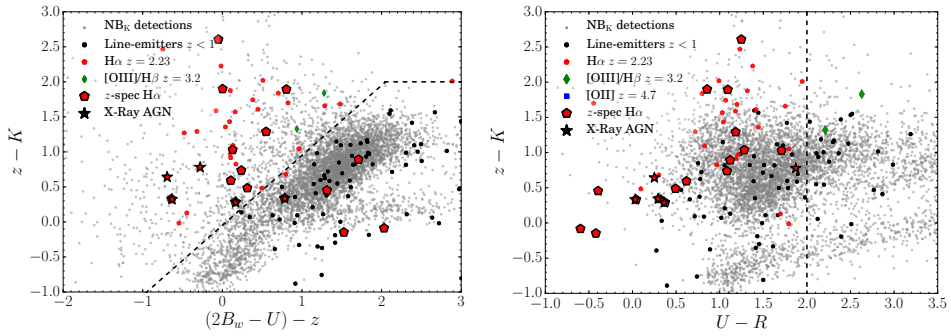 NB_K detections
Line-emitters z < 1
Hα z = 2.23
[OIII]/Hβ z = 3.2
z-spec Hα
X-Ray AGN
2.5
2.0
1.5
1.0
0.5
0.0
−0.5
−1.0
z − K
−2 −1 0 1 2 3
(2B_w − U) − z
NB_K detections
Line-emitters z < 1
Hα z = 2.23
[OIII]/Hβ z = 3.2
[OII] z = 4.7
z-spec Hα
X-Ray AGN
2.5
2.0
1.5
1.0
0.5
0.0
−0.5
−1.0
z − K
−1.0 −0.5 0.0 0.5 1.0 1.5 2.0 2.5 3.0 3.5
U − R